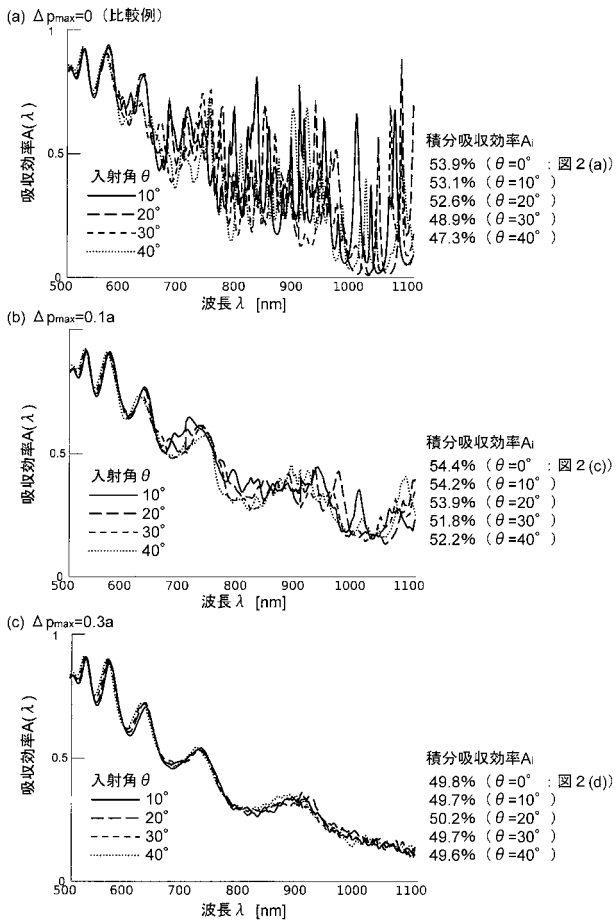 (a) Δpmax=0 (比較例)
1
0.5
0
吸収効率A(λ)
入射角θ
10°
20°
30°
40°
500 600 700 800 900 1000 1100
波長λ [nm]
積分吸収効率Ai
53.9% (θ=0° : 図2(a))
53.1% (θ=10° )
52.6% (θ=20° )
48.9% (θ=30° )
47.3% (θ=40° )
(b) Δpmax=0.1a
0.5
0
吸収効率A(λ)
入射角θ
10°
20°
30°
40°
500 600 700 800 900 1000 1100
波長λ [nm]
積分吸収効率Ai
54.4% (θ=0° : 図2(c))
54.2% (θ=10° )
53.9% (θ=20° )
51.8% (θ=30° )
52.2% (θ=40° )
(c) Δpmax=0.3a
1
0.5
0
吸収効率A(λ)
入射角θ
10°
20°
30°
40°
500 600 700 800 900 1000 1100
波長λ [nm]
積分吸収効率Ai
49.8% (θ=0° : 図2(d))
49.7% (θ=10° )
50.2% (θ=20° )
49.7% (θ=30° )
49.6% (θ=40° )